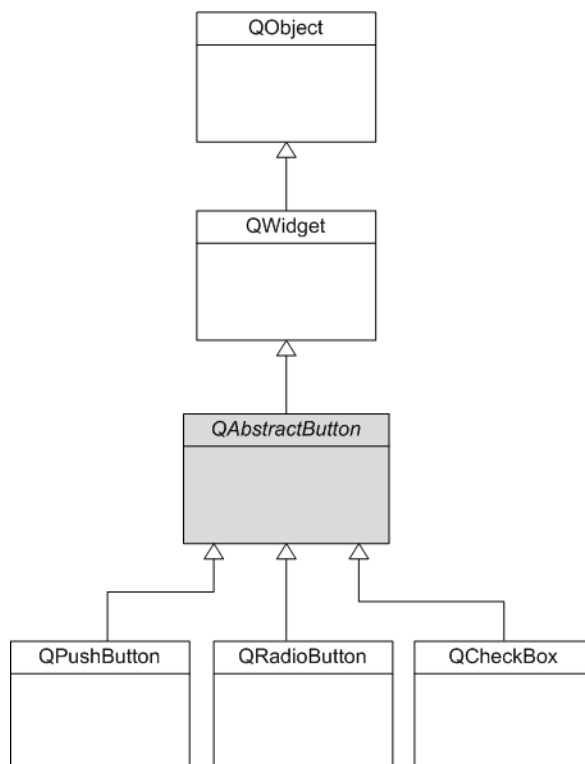 QObject
QWidget
QAbstractButton
QPushButton
QRadioButton
QCheckBox